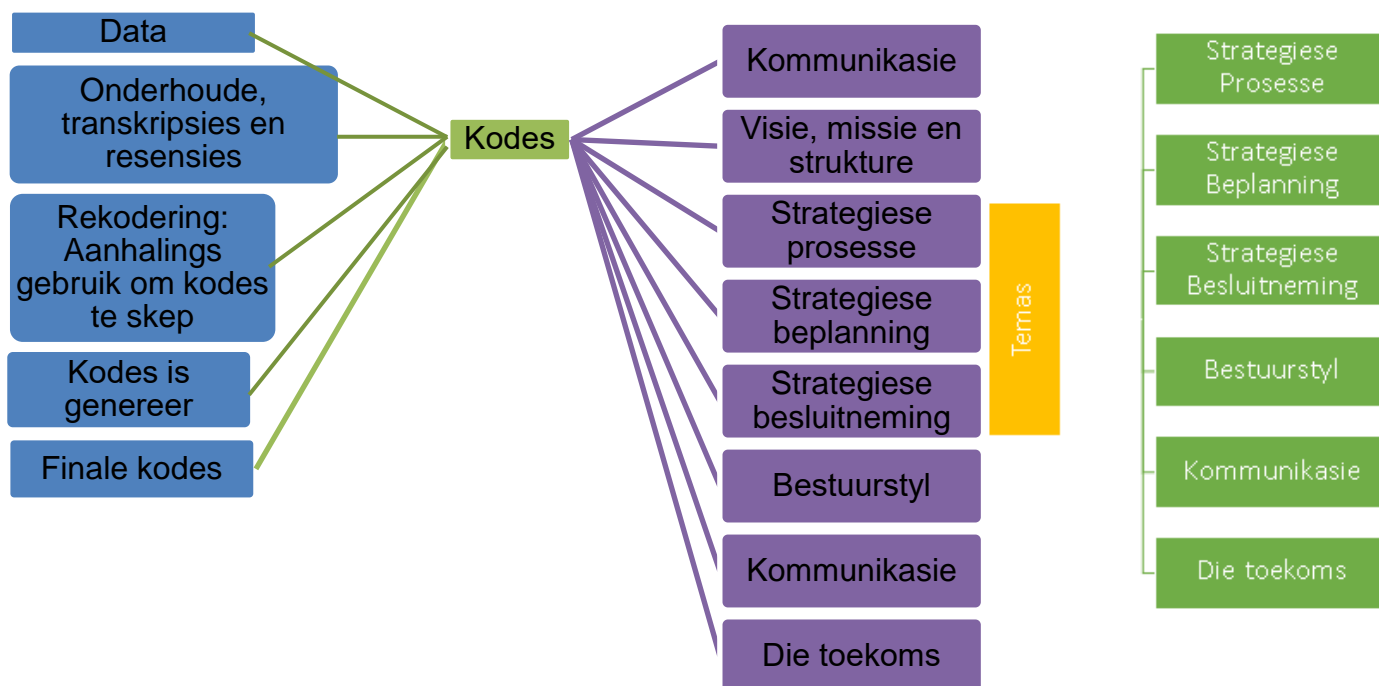 Data
Onderhoude,
transkripsies en
resensies
Rekodering:
Aanhalings
gebruik om kodes
te skep
Kodes is
genereer
Finale kodes
Kodes
Kommunikasie
Visie, missie en
strukture
Strategiese
prosesse
Strategiese
beplanning
Strategiese
besluitneming
Bestuurstyl
Kommunikasie
Die toekoms
Temas
Strategiese
Prosesse
Strategiese
Beplanning
Strategiese
Besluitneming
Bestuurstyl
Kommunikasie
Die toekoms